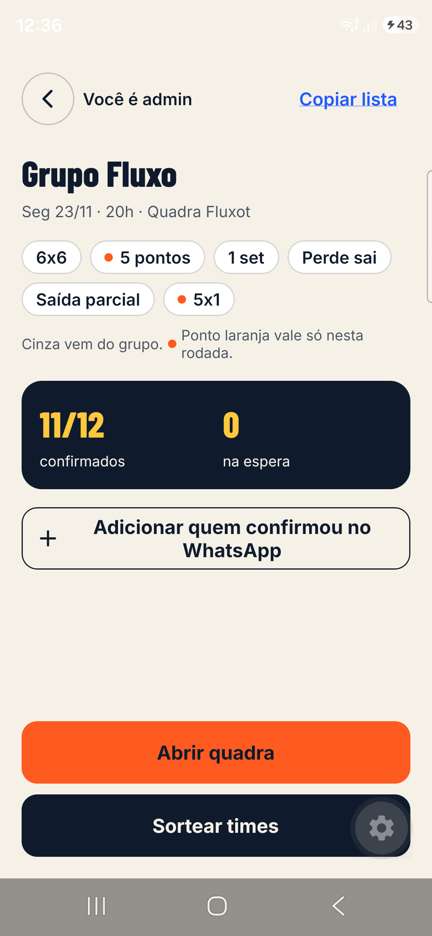 12:36
43
Você é admin
Copiar lista
Grupo Fluxo
Seg 23/11 · 20h · Quadra Fluxot
6x6
5 pontos
1 set
Perde sai
Saída parcial
5x1
Cinza vem do grupo.
Ponto laranja vale só nesta
rodada.
11/12
0
confirmados
na espera
Adicionar quem confirmou no
WhatsApp
Abrir quadra
Sortear times